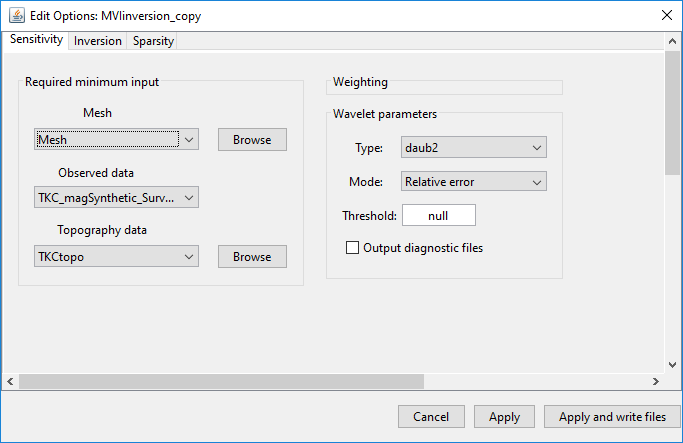 Edit Options: MVIinversion_copy
Sensitivity Inversion Sparsity
Required minimum input
Mesh
Mesh Browse
Observed data
TKC_magSynthetic_Surv...
Topography data
TKCtopo Browse
Weighting
Wavelet parameters
Type: daub2
Mode: Relative error
Threshold: null
Output diagnostic files
Cancel Apply Apply and write files